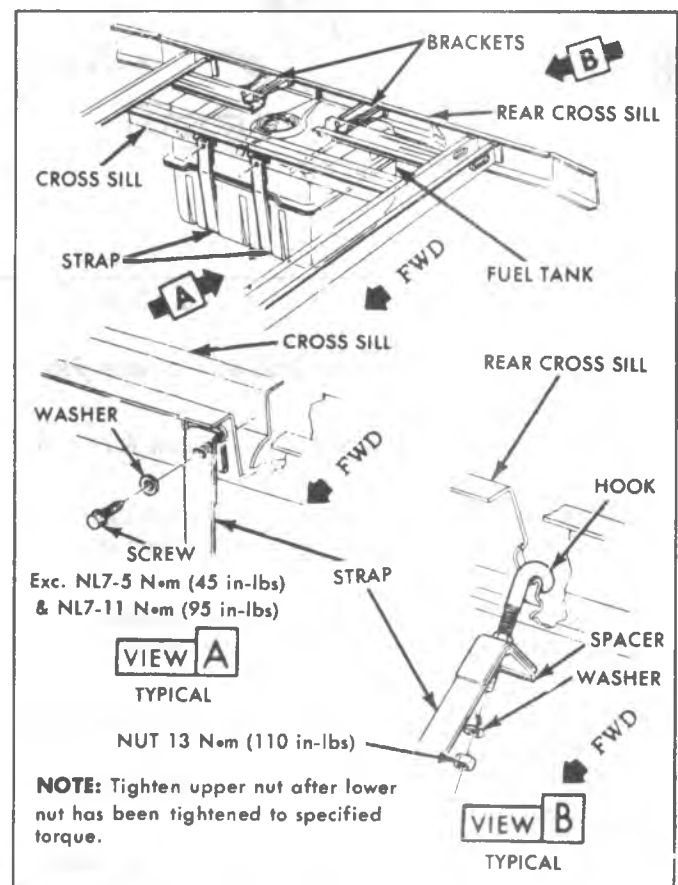 BRACKETS
B
REAR CROSS SILL
CROSS SILL
STRAP
A
FWD
FUEL TANK
CROSS SILL
REAR CROSS SILL
WASHER
FWD
HOOK
SCREW
Exc. NL7-5 N•m (45 in-lbs)
& NL7-11 N•m (95 in-lbs)
STRAP
VIEW A
TYPICAL
SPACER
WASHER
NUT 13 N•m (110 in-lbs)
FWD
NOTE: Tighten upper nut after lower
nut has been tightened to specified
torque.
VIEW B
TYPICAL